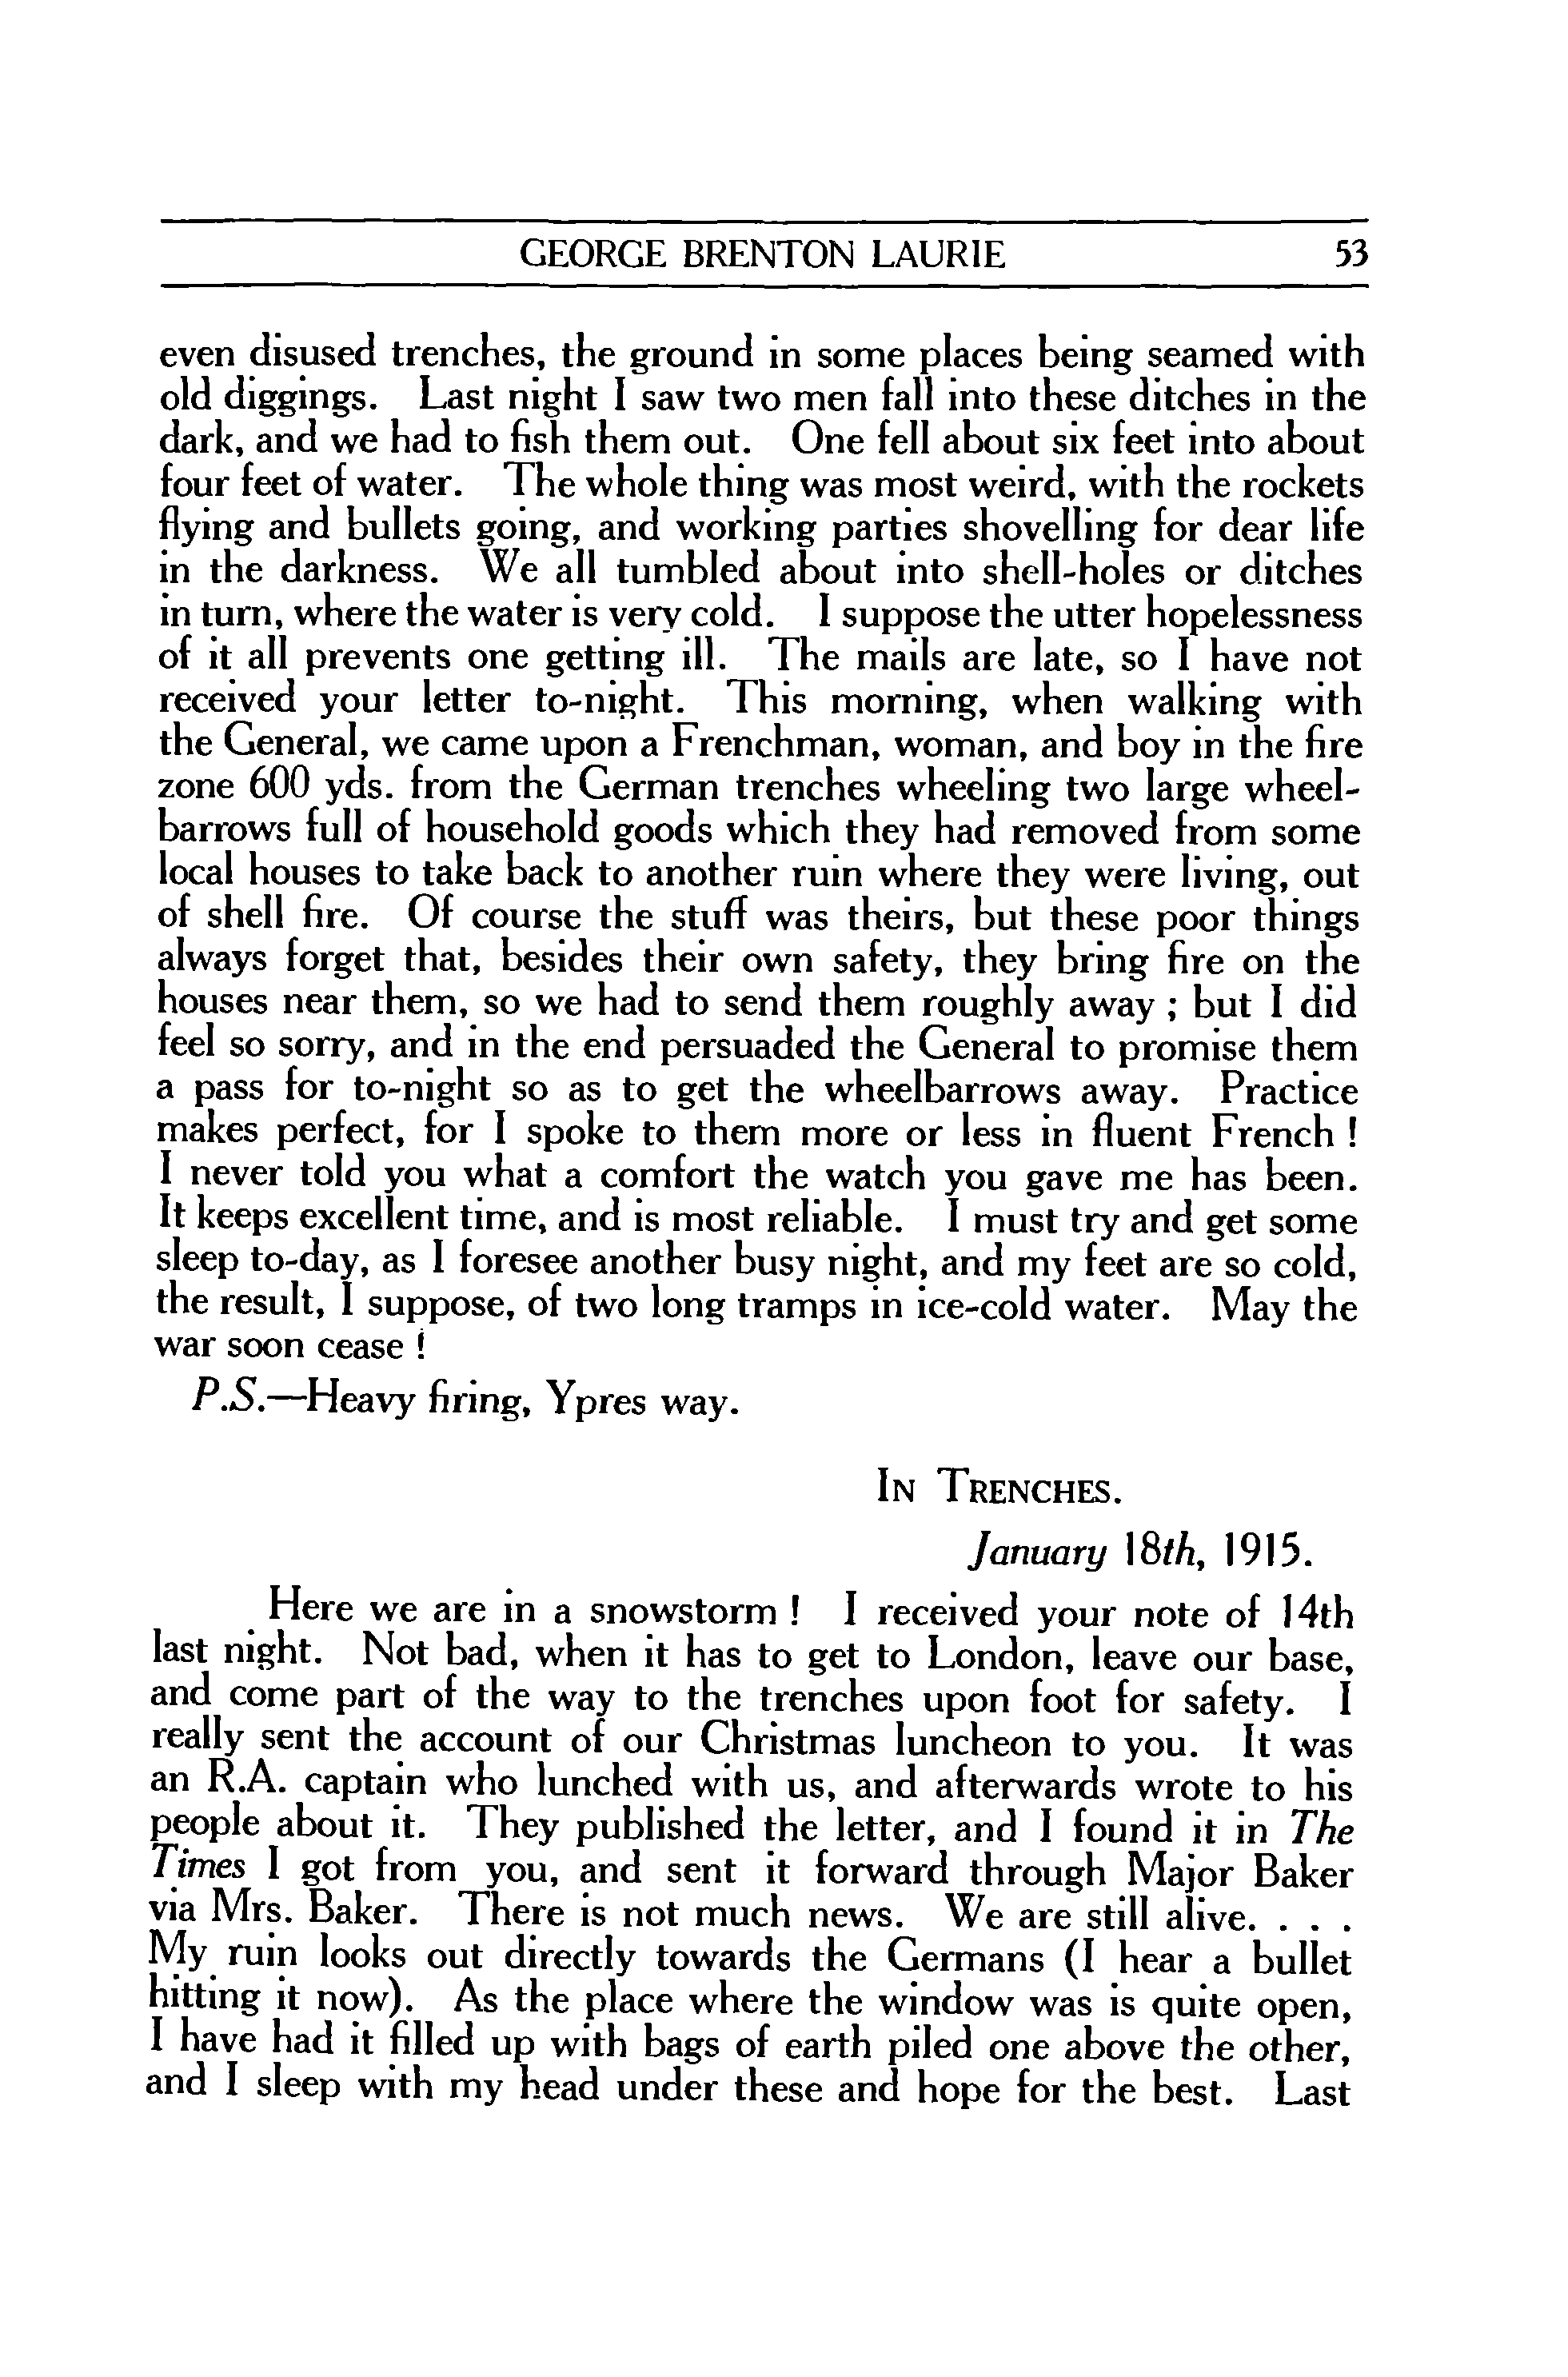 GEORGE BRENTON LAURIE 53
even disused trenches, the ground in some places being seamed with
old diggings. Last night I saw two men fall into these ditches in the
dark, and we had to fish them out. One fell about six feet into about
four feet of water. The whole thing was most weird, with the rockets
flying and bullets going, and working parties shovelling for dear life
in the darkness. We all tumbled about into shell-holes or ditches
in turn, where the water is very cold. I suppose the utter hopelessness
of it all prevents one getting ill. The mails are late, so I have not
received your letter to-night. This morning, when walking with
the General, we came upon a Frenchman, woman, and boy in the fire
zone 600 yds. from the German trenches wheeling two large wheel-
barrows full of household goods which they had removed from some
local houses to take back to another ruin where they were living, out
of shell fire. Of course the stuff was theirs, but these poor things
always forget that, besides their own safety, they bring fire on the
houses near them, so we had to send them roughly away ; but I did
feel so sorry, and in the end persuaded the General to promise them
a pass for to-night so as to get the wheelbarrows away. Practice
makes perfect, for I spoke to them more or less in fluent French !
I never told you what a comfort the watch you gave me has been.
It keeps excellent time, and is most reliable. I must try and get some
sleep to-day, as I foresee another busy night, and my feet are so cold,
the result, I suppose, of two long tramps in ice-cold water. May the
war soon cease !
P.S.—Heavy firing, Ypres way.
In Trenches.
January 18th, 1915.
Here we are in a snowstorm ! I received your note of 14th
last night. Not bad, when it has to get to London, leave our base,
and come part of the way to the trenches upon foot for safety. I
really sent the account of our Christmas luncheon to you. It was
an R.A. captain who lunched with us, and afterwards wrote to his
people about it. They published the letter, and I found it in The
Times I got from you, and sent it forward through Major Baker
via Mrs. Baker. There is not much news. We are still alive. . . .
My ruin looks out directly towards the Germans (I hear a bullet
hitting it now). As the place where the window was is quite open,
I have had it filled up with bags of earth piled one above the other,
and I sleep with my head under these and hope for the best. Last